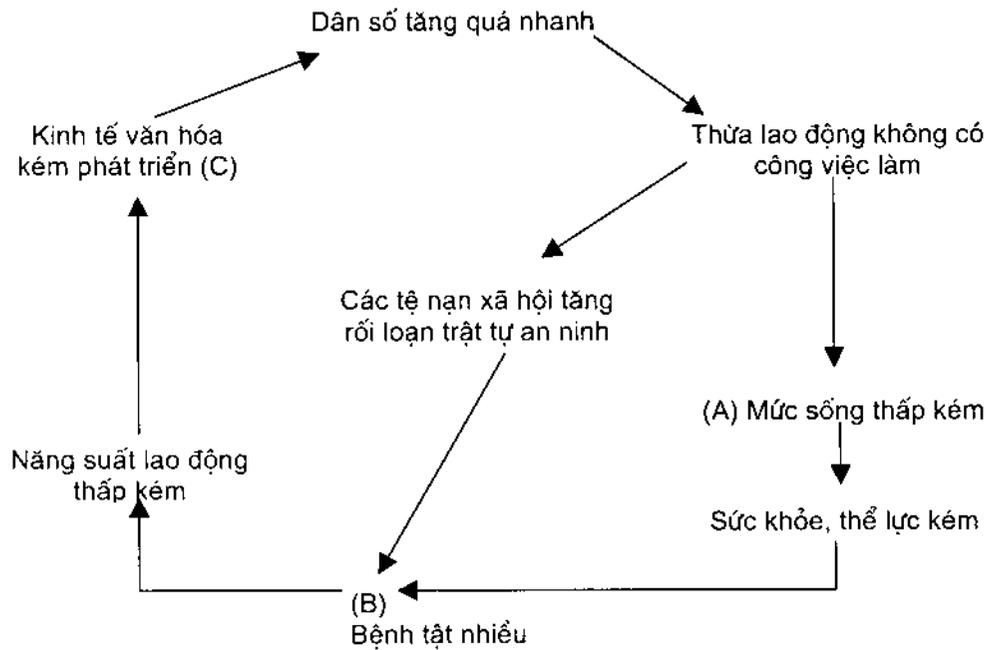 Dân số tăng quá nhanh
Kinh tế văn hóa
kém phát triển (C)
Thừa lao động không có
công việc làm
Các tệ nạn xã hội tăng
rối loạn trật tự an ninh
(A) Mức sống thấp kém
Năng suất lao động
thấp kém
Sức khỏe, thể lực kém
(B)
Bệnh tật nhiều